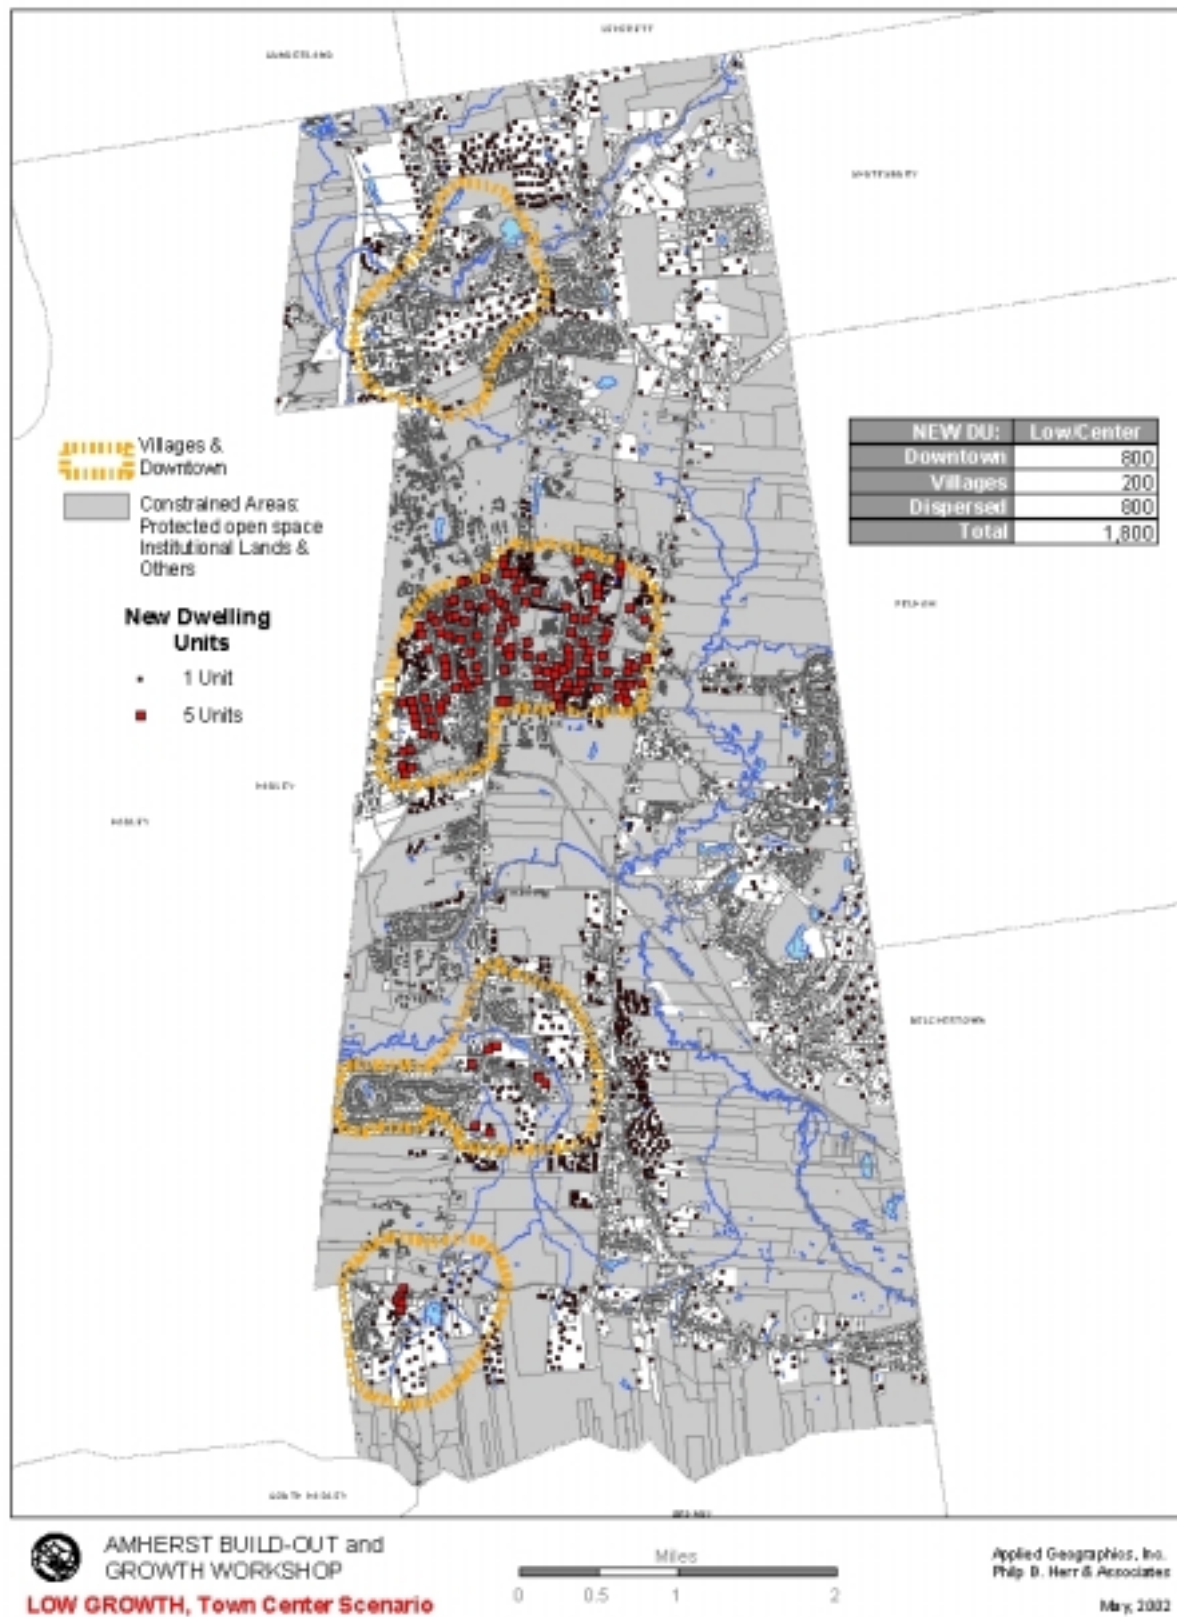 SUNDERLAND
LEVERETT
SHUTESBURY
Villages &
Downtown
Constrained Areas:
Protected open space
Institutional Lands &
Others
New Dwelling
Units
1 Unit
5 Units
NEW DU: Low/Center
Downtown 800
Villages 200
Dispersed 800
Total 1,800
PELHAM
HADLEY
HADLEY
BELCHERTOWN
SOUTH HADLEY
GRANBY
AMHERST BUILD-OUT and
GROWTH WORKSHOP
LOW GROWTH, Town Center Scenario
Miles
0 0.5 1 2
Applied Geographics, Inc.
Philip B. Herr & Associates
May, 2002